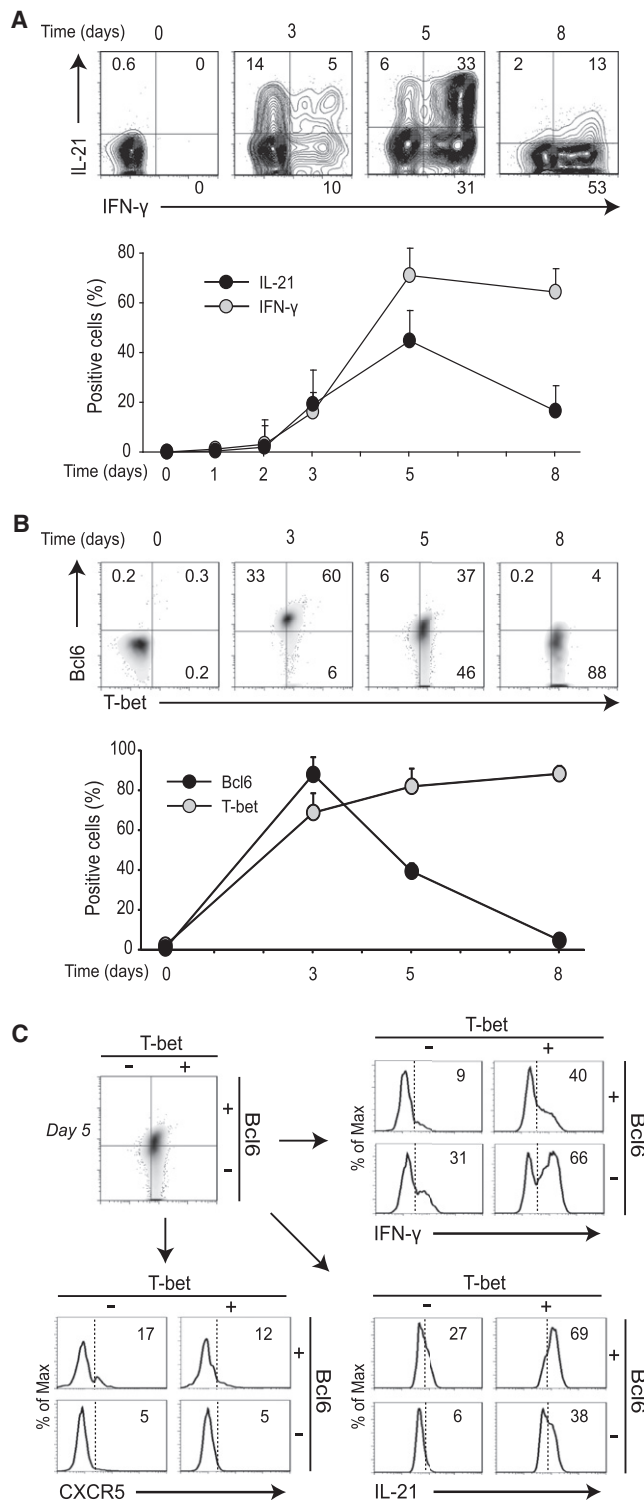 A
Time (days) 0 3 5 8
0.6 0 14 5 6 33 2 13
IL-21
0 10 31 53
IFN-γ
80
60
40
20
0
Positive cells (%)
IL-21
IFN-γ
Time (days) 0 1 2 3 5 8
B
Time (days) 0 3 5 8
0.2 0.3 33 60 6 37 0.2 4
Bcl6
0.2 6 46 88
T-bet
100
80
60
40
20
0
Positive cells (%)
Bcl6
T-bet
Time (days) 0 3 5 8
C
T-bet
- +
Day 5
+
-
Bcl6
T-bet
- +
9 40
31 66
% of Max
+
-
Bcl6
IFN-γ
T-bet
- +
17 12
5 5
% of Max
+
-
Bcl6
CXCR5
T-bet
- +
27 69
6 38
% of Max
+
-
Bcl6
IL-21